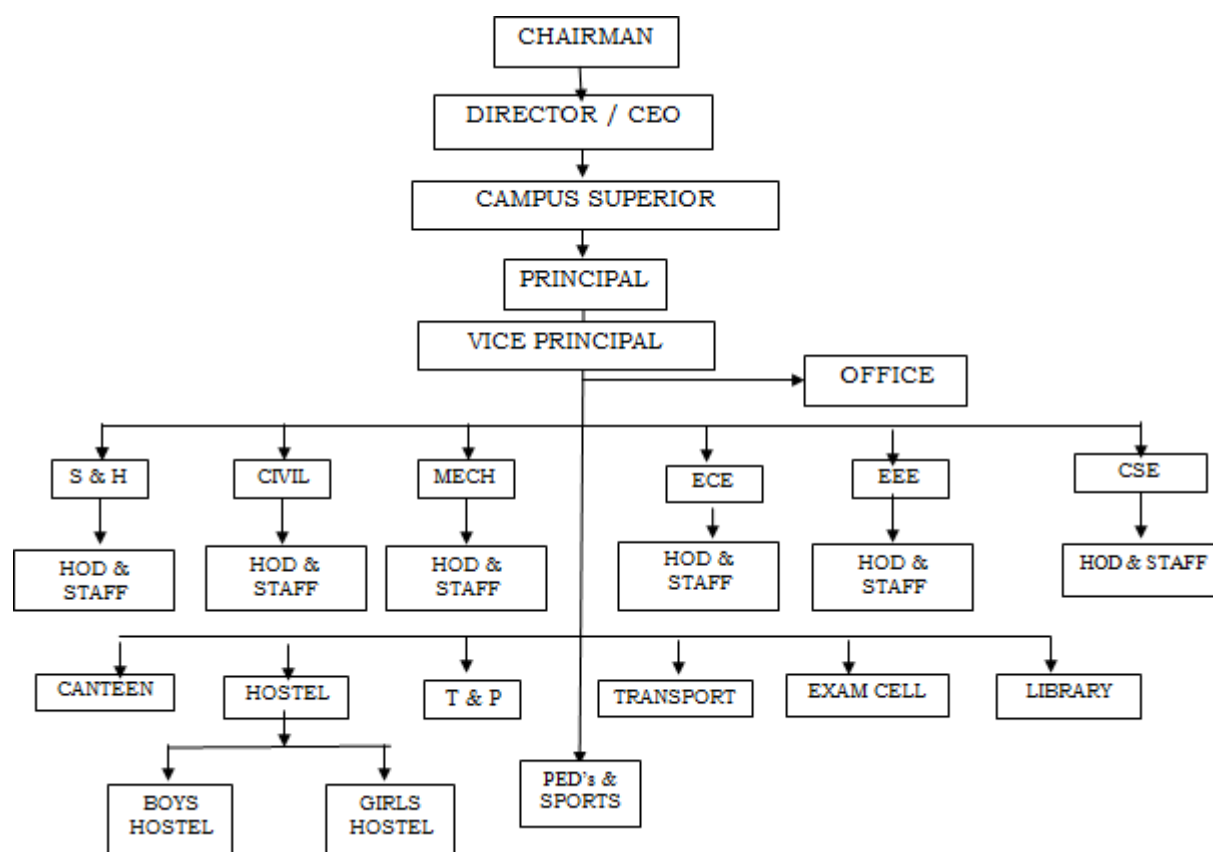 CHAIRMAN
DIRECTOR / CEO
CAMPUS SUPERIOR
PRINCIPAL
VICE PRINCIPAL
OFFICE
S & H
CIVIL
MECH
ECE
EEE
CSE
HOD &
STAFF
HOD &
STAFF
HOD &
STAFF
HOD &
STAFF
HOD &
STAFF
HOD & STAFF
CANTEEN
HOSTEL
T & P
TRANSPORT
EXAM CELL
LIBRARY
BOYS
HOSTEL
GIRLS
HOSTEL
PED's &
SPORTS